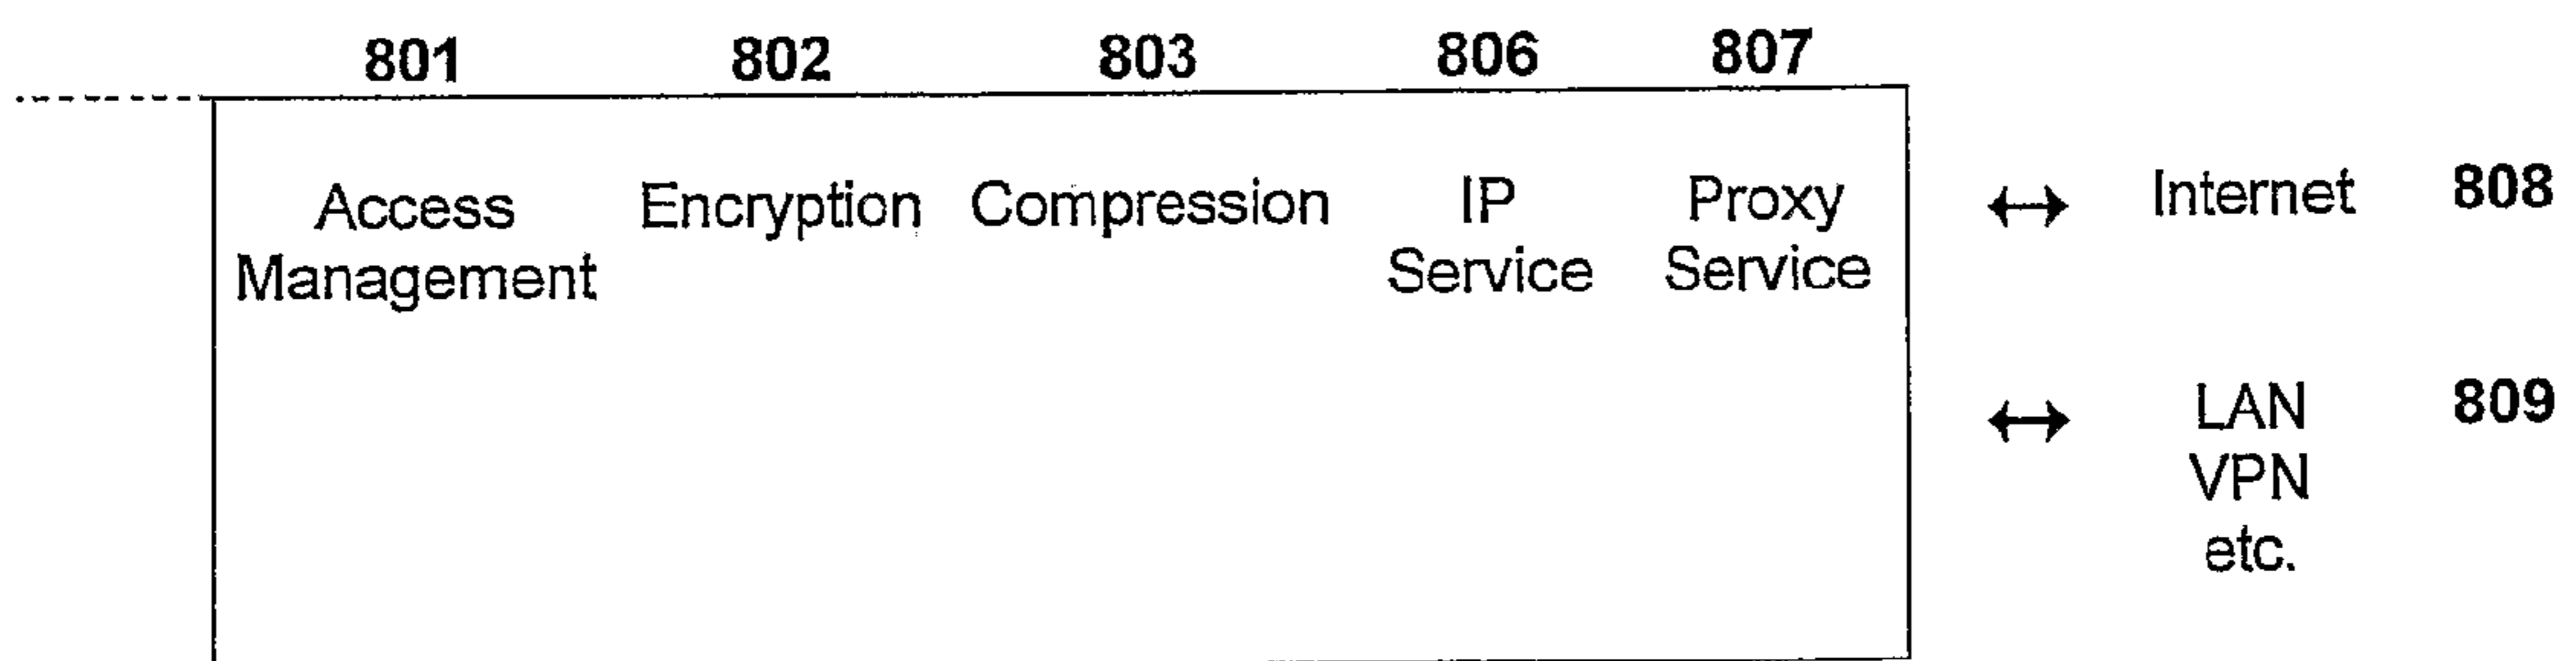 801 802 803 806 807
Access Encryption Compression IP Proxy ↔ Internet 808
Management Service Service
↔ LAN 809
VPN
etc.